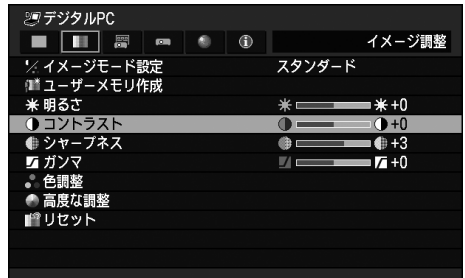 デジタルPC
イメージ調整
イメージモード設定 スタンダード
ユーザーメモリ作成
明るさ +0
コントラスト +0
シャープネス +3
ガンマ +0
色調整
高度な調整
リセット